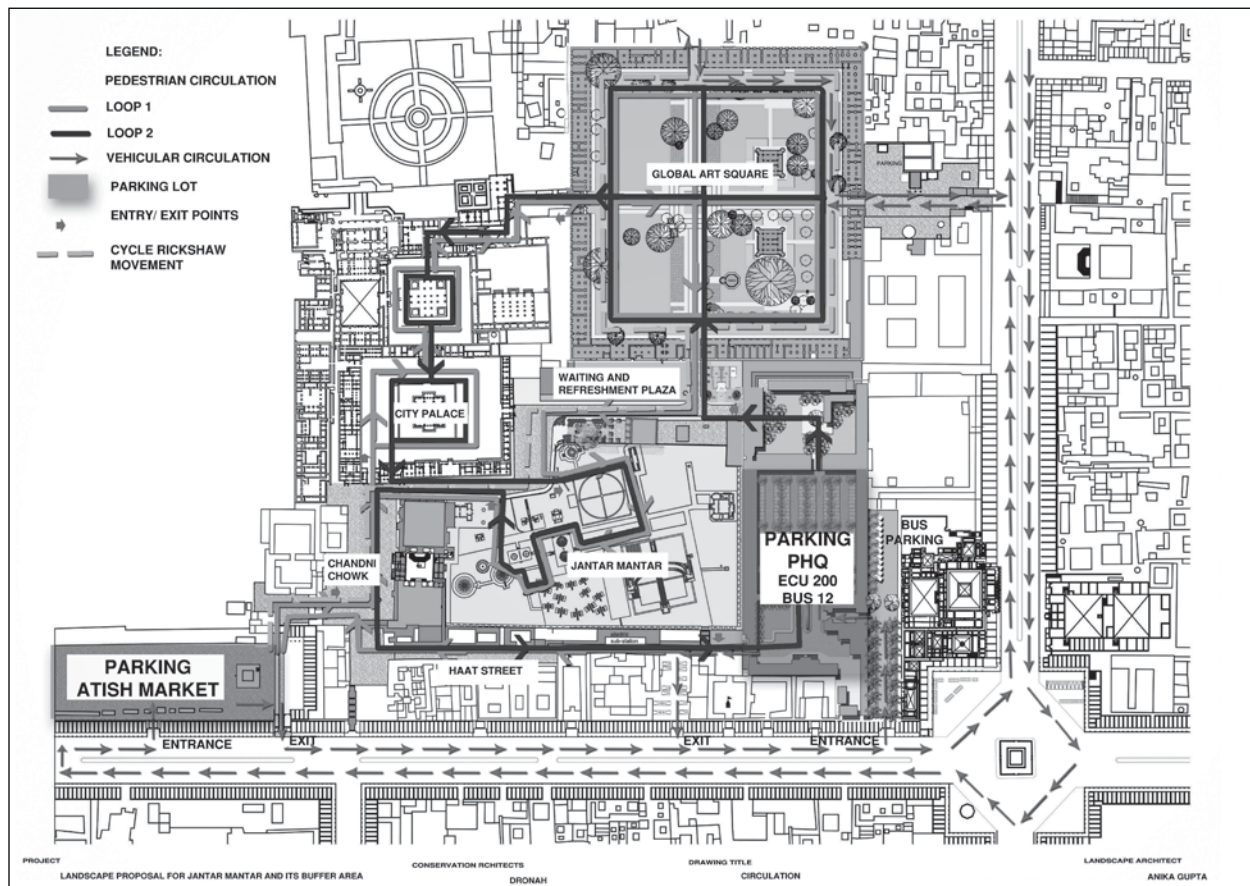 LEGEND:
PEDESTRIAN CIRCULATION
LOOP 1
LOOP 2
VEHICULAR CIRCULATION
PARKING LOT
ENTRY/ EXIT POINTS
CYCLE RICKSHAW
MOVEMENT
PARKING
GLOBAL ART SQUARE
WAITING AND
REFRESHMENT PLAZA
CITY PALACE
BUS
PARKING
PARKING
PHQ
ECU 200
BUS 12
CHANDNI
CHOWK
JANTAR MANTAR
electric
sub-station
HAAT STREET
PARKING
ATISH MARKET
ENTRANCE
EXIT
EXIT
ENTRANCE
PROJECT
LANDSCAPE PROPOSAL FOR JANTAR MANTAR AND ITS BUFFER AREA
CONSERVATION RCHITECTS
DRONAH
DRAWING TITLE
CIRCULATION
LANDSCAPE ARCHITECT
ANIKA GUPTA